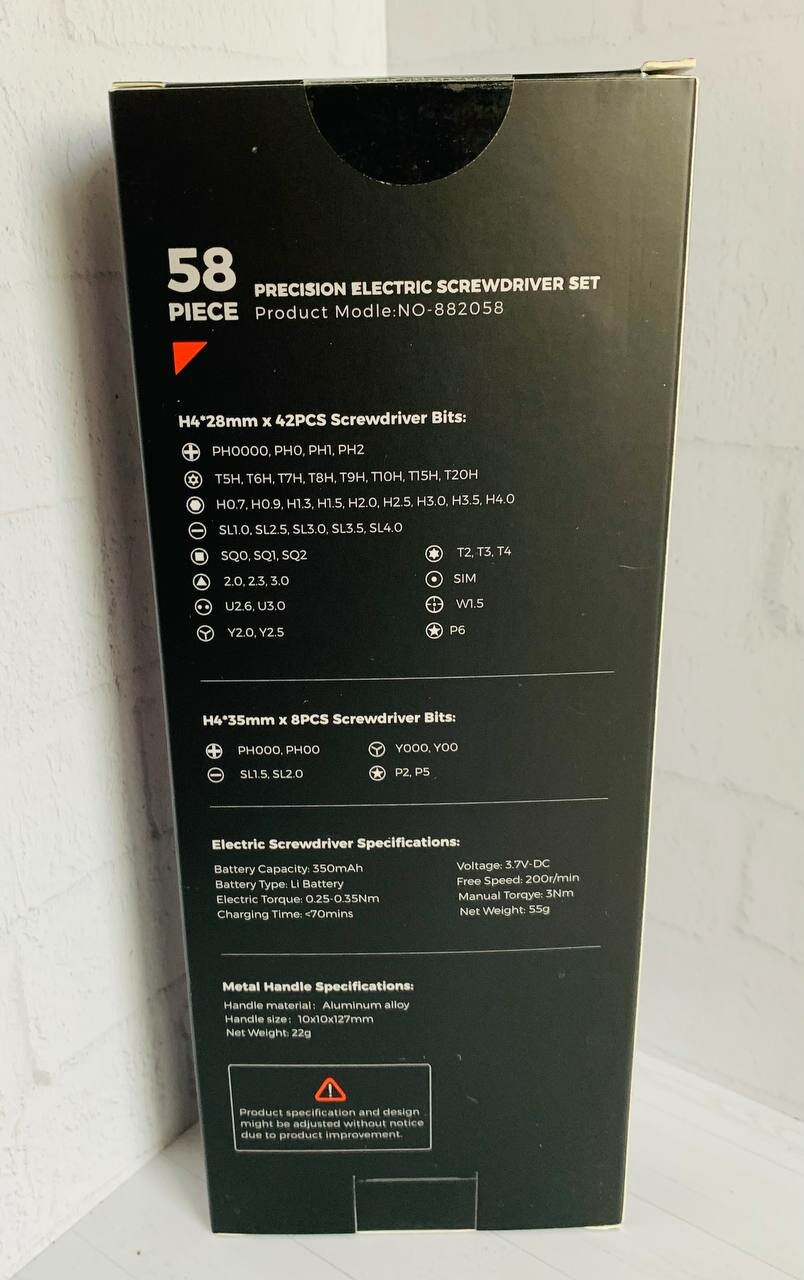 58
PIECE
PRECISION ELECTRIC SCREWDRIVER SET
Product Modle:NO-882058
H4*28mm x 42PCS Screwdriver Bits:
PH0000, PH0, PH1, PH2
T5H, T6H, T7H, T8H, T9H, T10H, T15H, T20H
H0.7, H0.9, H1.3, H1.5, H2.0, H2.5, H3.0, H3.5, H4.0
SL1.0, SL2.5, SL3.0, SL3.5, SL4.0
SQ0, SQ1, SQ2 T2, T3, T4
2.0, 2.3, 3.0 SIM
U2.6, U3.0 W1.5
Y2.0, Y2.5 P6
H4*35mm x 8PCS Screwdriver Bits:
PH000, PH00 Y000, Y00
SL1.5, SL2.0 P2, P5
Electric Screwdriver Specifications:
Battery Capacity: 350mAh Voltage: 3.7V-DC
Battery Type: Li Battery Free Speed: 200r/min
Electric Torque: 0.25-0.35Nm Manual Torqye: 3Nm
Charging Time: <70mins Net Weight: 55g
Metal Handle Specifications:
Handle material: Aluminum alloy
Handle size: 10x10x127mm
Net Weight: 22g
Product specification and design
might be adjusted without notice
due to product improvement.